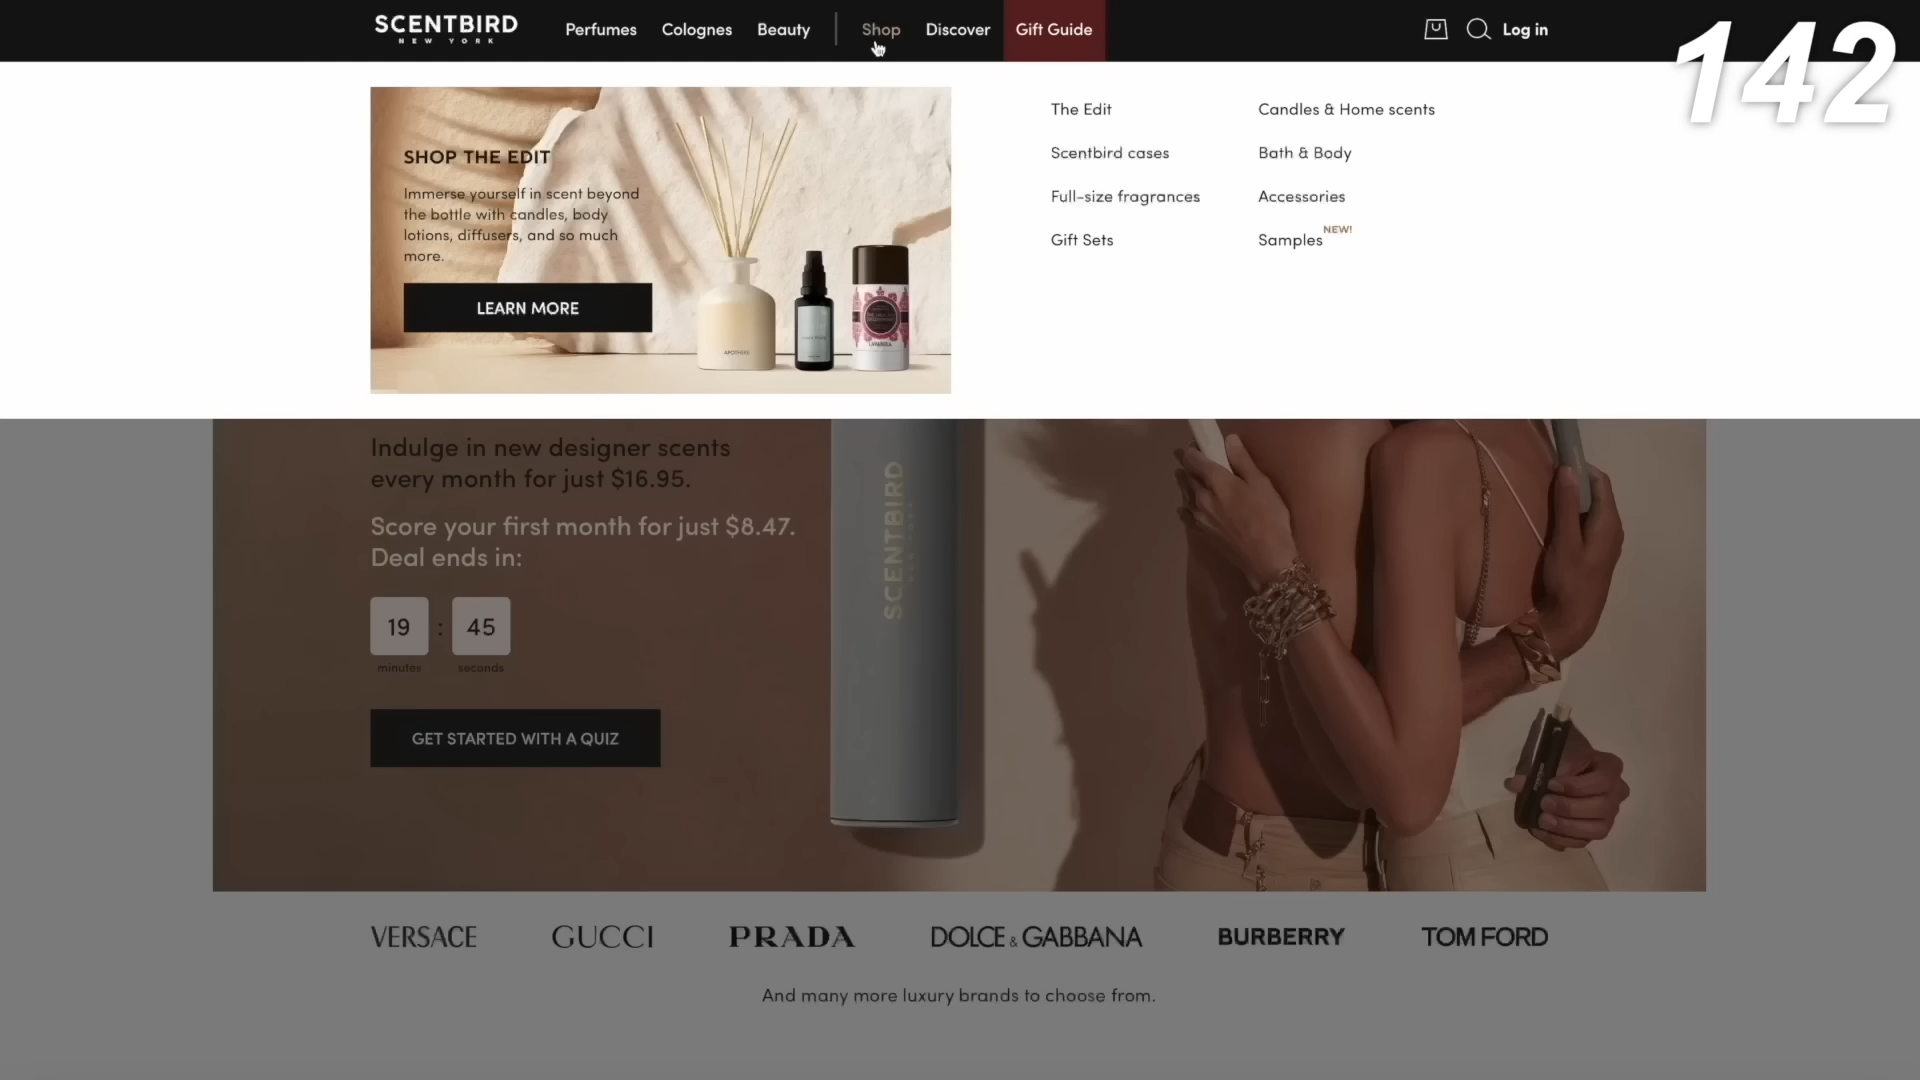 SCENTBIRD
NEW YORK
Perfumes
Colognes
Beauty
Shop
Discover
Gift Guide
Log in
142
SHOP THE EDIT
Immerse yourself in scent beyond
the bottle with candles, body
lotions, diffusers, and so much
more.
LEARN MORE
The Edit
Scentbird cases
Full-size fragrances
Gift Sets
Candles & Home scents
Bath & Body
Accessories
Samples NEW!
Indulge in new designer scents
every month for just $16.95.
Score your first month for just $8.47.
Deal ends in:
19 : 45
minutes seconds
GET STARTED WITH A QUIZ
SCENTBIRD
VERSACE
GUCCI
PRADA
DOLCE & GABBANA
BURBERRY
TOM FORD
And many more luxury brands to choose from.